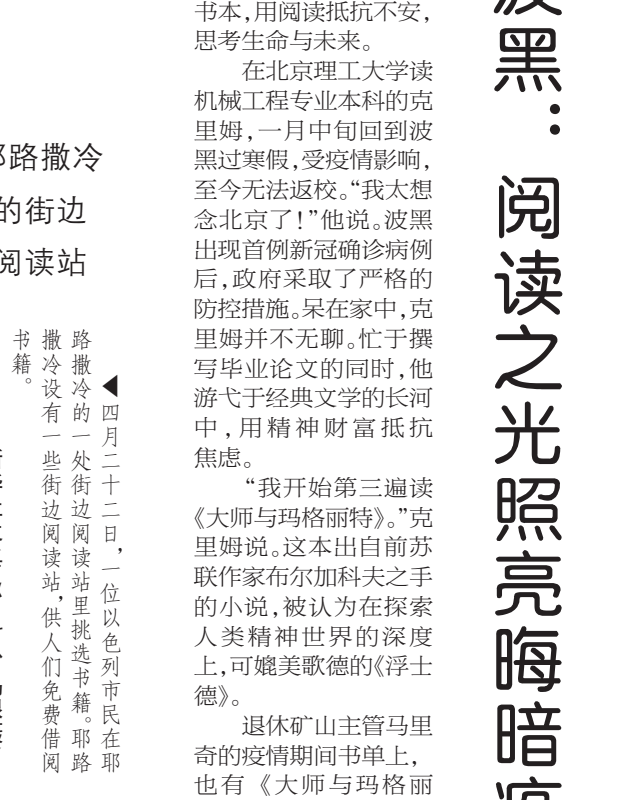 黑：阅读之光照亮晦暗
书本，用阅读抵抗不安，
思考生命与未来。
在北京理工大学读
机械工程专业本科的克
里姆，一月中旬回到波
黑过寒假，受疫情影响，
至今无法返校。“我太想
念北京了！”他说。波黑
出现首例新冠确诊病例
后，政府采取了严格的
防控措施。呆在家中，克
里姆并不无聊。忙于撰
写毕业论文的同时，他
游弋于经典文学的长河
中，用精神财富抵抗
焦虑。
“我开始第三遍读
《大师与玛格丽特》。”克
里姆说。这本出自前苏
联作家布尔加科夫之手
的小说，被认为在探索
人类精神世界的深度
上，可媲美歌德的《浮士
德》。
退休矿山主管马里
奇的疫情期间书单上，
也有《大师与玛格丽
路撒冷
的街边
阅读站
◀四月二十二日，一位以色列市民在耶
路撒冷的一处街边阅读站里挑选书籍。耶路
撒冷设有一些街边阅读站，供人们免费借阅
书籍。